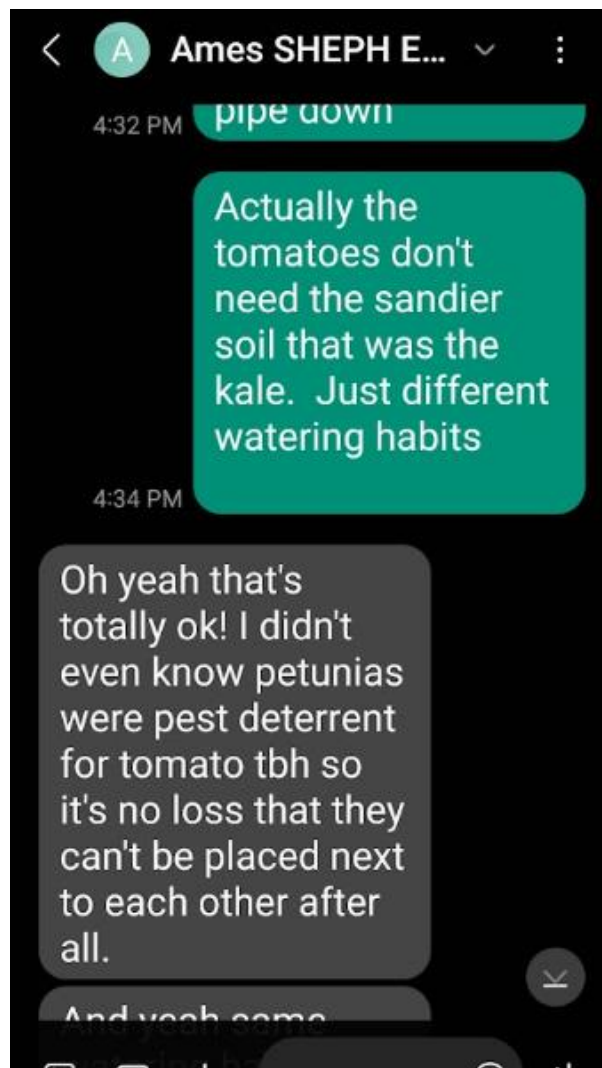 A Ames SHEPH E...
pipe down
4:32 PM
Actually the
tomatoes don't
need the sandier
soil that was the
kale.  Just different
watering habits
4:34 PM
Oh yeah that's
totally ok! I didn't
even know petunias
were pest deterrent
for tomato tbh so
it's no loss that they
can't be placed next
to each other after
all.
And yeah same